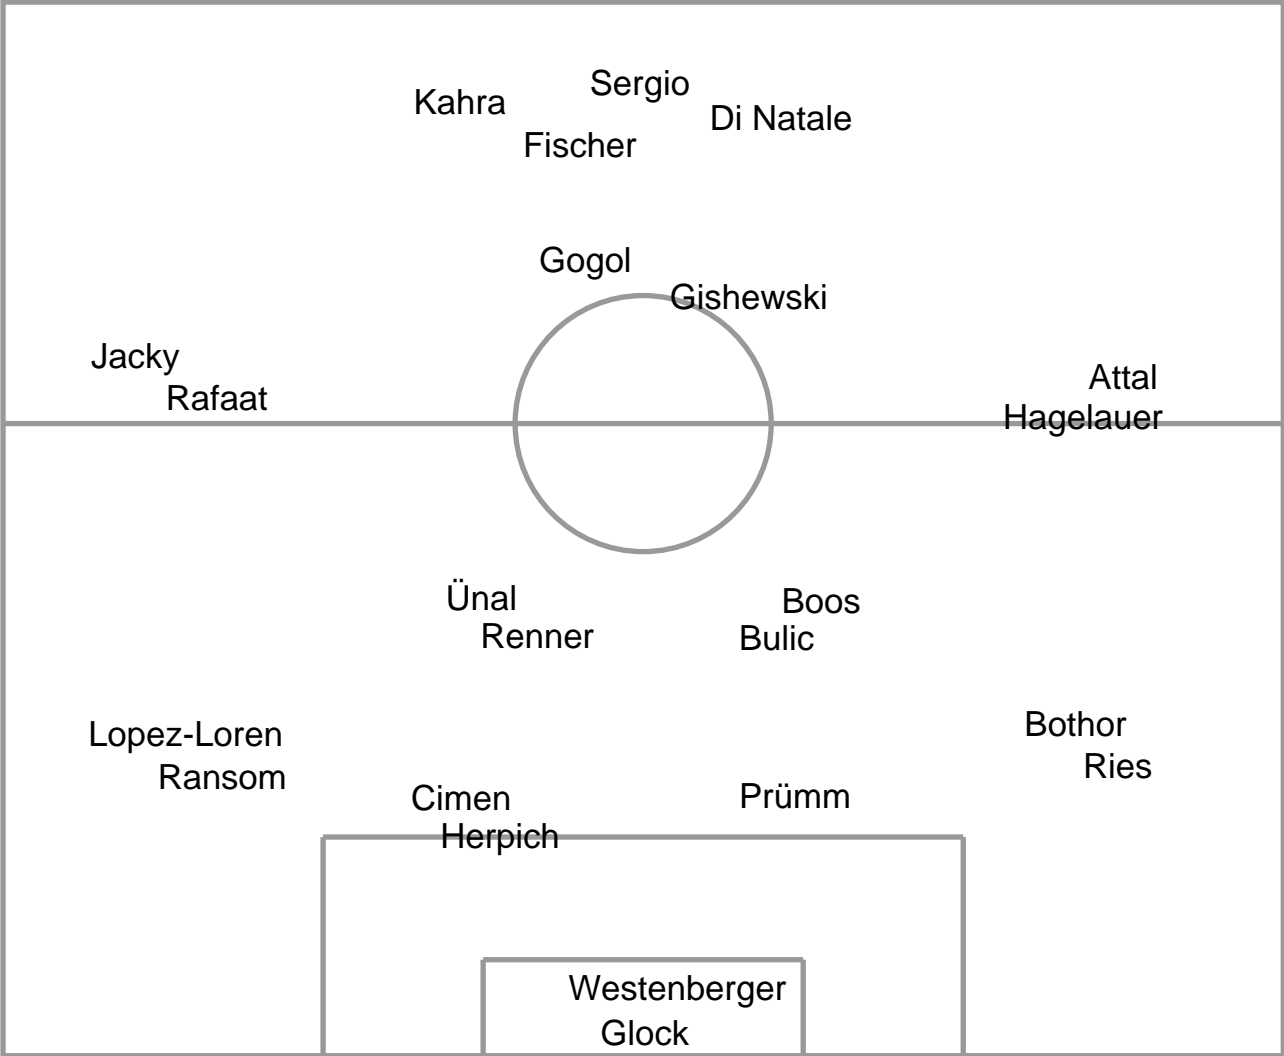 Sergio
Kahra
Di Natale
Fischer
Gogol
Gishewski
Jacky
Attal
Rafaat
Hagelauer
Ünal
Boos
Renner
Bulic
Lopez-Loren
Bothor
Ransom
Ries
Cimen
Prümm
Herpich
Westenberger
Glock